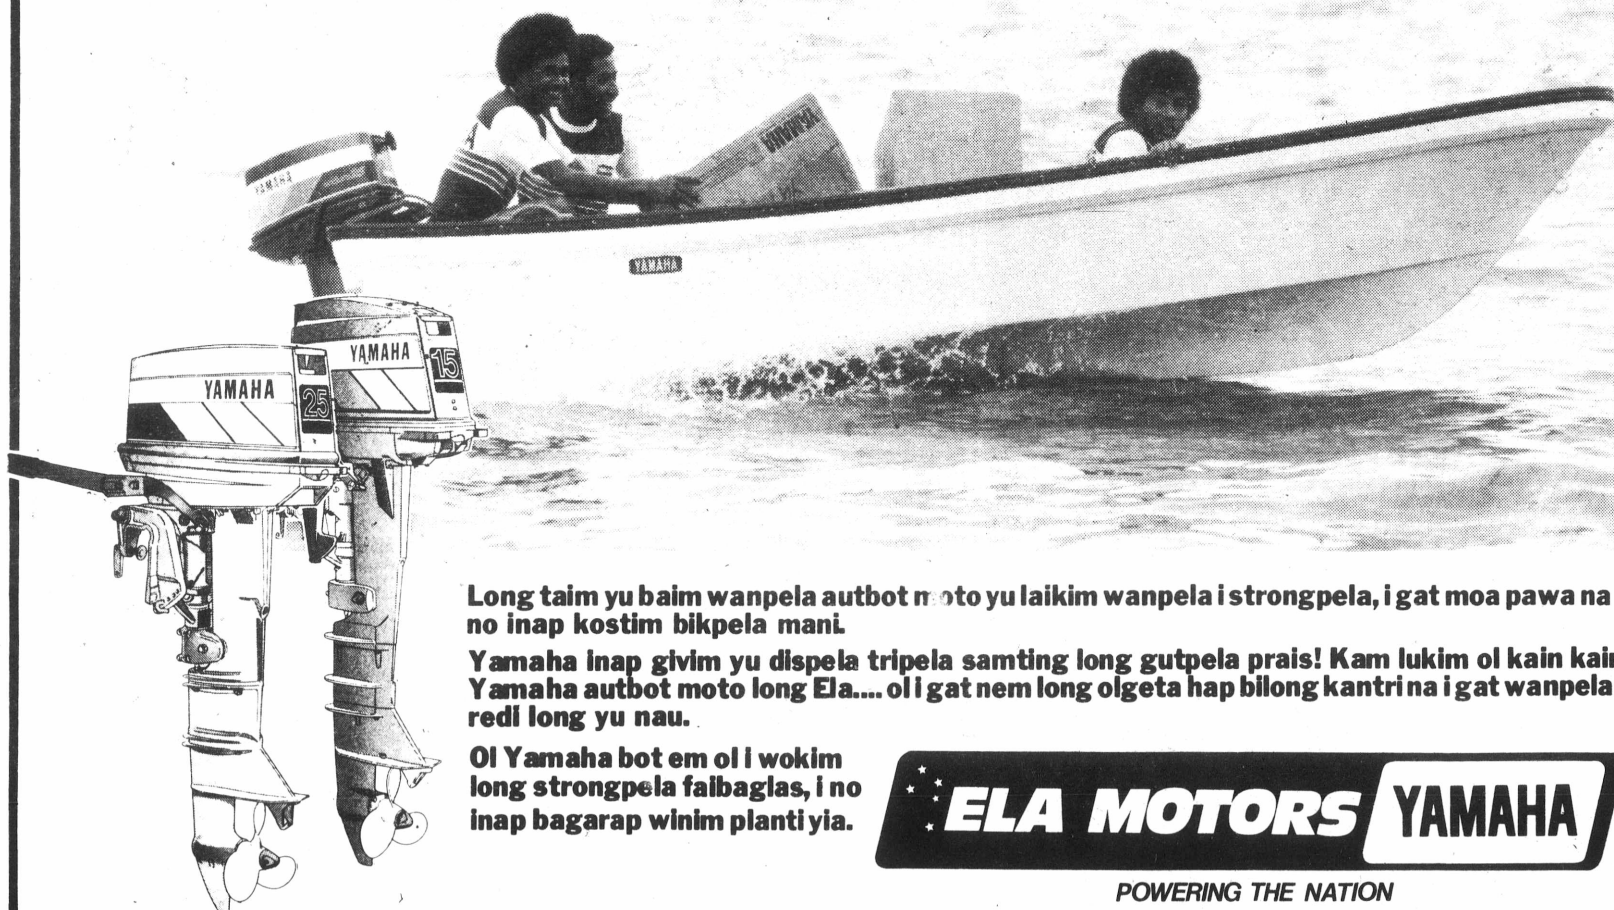 YAMAHA
YAMAHA
YAMAHA
YAMAHA
15
YAMAHA
25
Long taim yu baim wanpela autbot moto yu laikim wanpela i strongpela, i gat moa pawa na
no inap kostim bikpela mani.
Yamaha inap givim yu dispela tripela samting long gutpela prais! Kam lukim ol kain
Yamaha autbot moto long Ela.... ol i gat nem long olgeta hap bilong kantri na i gat wanpela
redi long yu nau.
Ol Yamaha bot em ol i wokim
long strongpela faibaglas, i no
inap bagarap winim planti yia.
ELA MOTORS YAMAHA
POWERING THE NATION